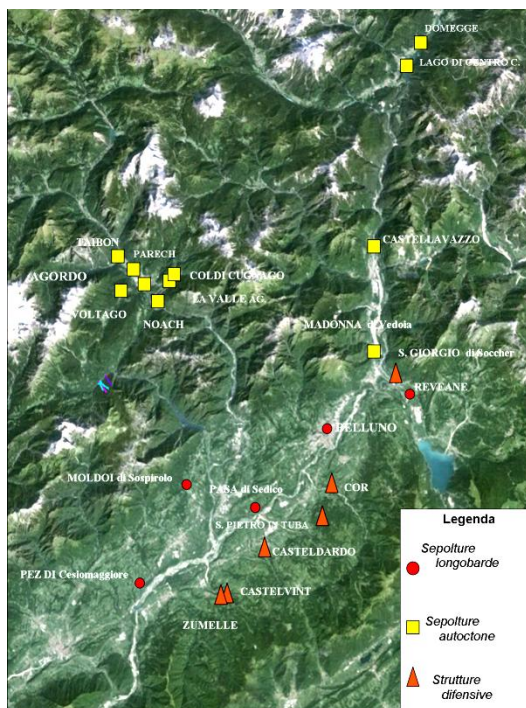 DOMEGGE
LAGO DI CENTRO C.
CASTELLAVAZZO
TAIBON
PARECH
AGORDO
COL DI CUGNAGO
LA VALLE AG.
VOLTAGO
NOACH
MADONNA di Vedoia
S. GIORGIO di Soccher
REVEANE
BELLUNO
MOLDOI di Sospirolo
PASA di Sedico
COR
S. PIETRO IN TUBA
CASTELDARDO
PEZ DI Cesiomaggiore
CASTELVINT
ZUMELLE
Legenda
Sepolture
longobarde
Sepolture
autoctone
Strutture
difensive